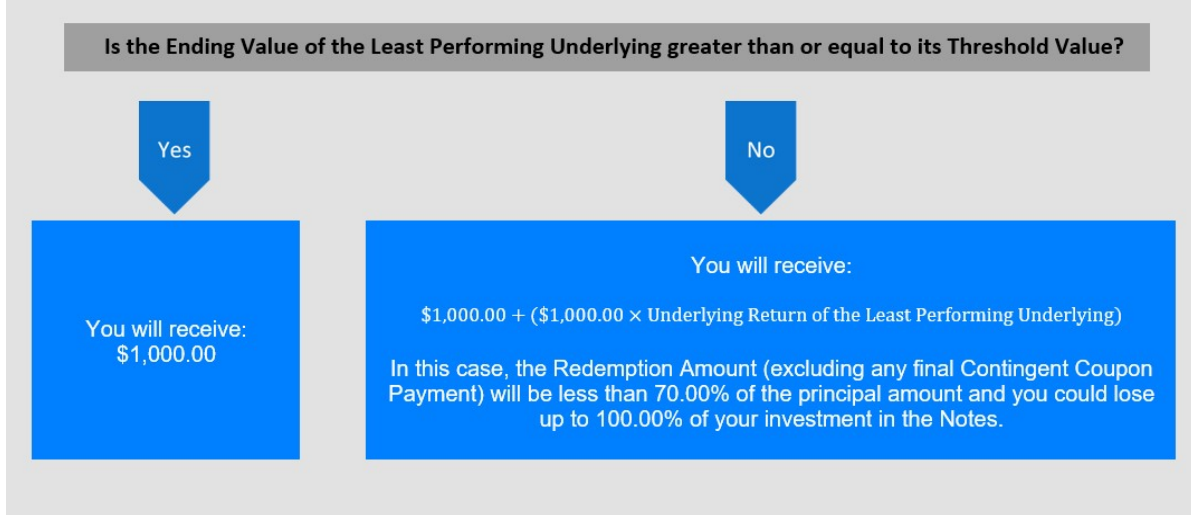 Is the Ending Value of the Least Performing Underlying greater than or equal to its Threshold Value?
Yes
No
You will receive:
$1,000.00
You will receive:
$1,000.00 + ($1,000.00 × Underlying Return of the Least Performing Underlying)
In this case, the Redemption Amount (excluding any final Contingent Coupon
Payment) will be less than 70.00% of the principal amount and you could lose
up to 100.00% of your investment in the Notes.